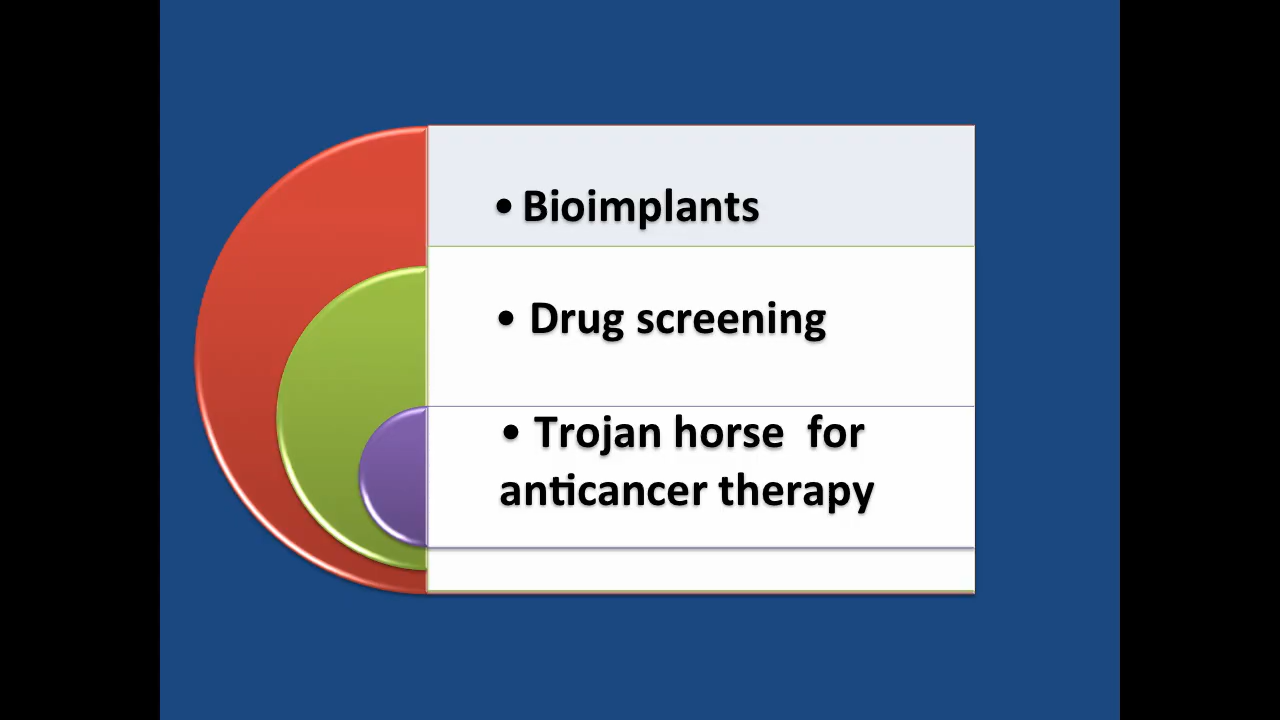 • Bioimplants
• Drug screening
• Trojan horse for
anticancer therapy